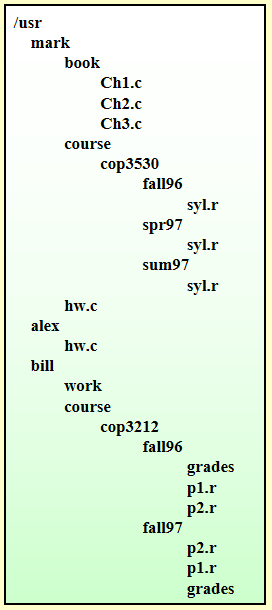 /usr
mark
book
Ch1.c
Ch2.c
Ch3.c
course
cop3530
fall96
syl.r
spr97
syl.r
sum97
syl.r
hw.c
alex
hw.c
bill
work
course
cop3212
fall96
grades
p1.r
p2.r
fall97
p2.r
p1.r
grades